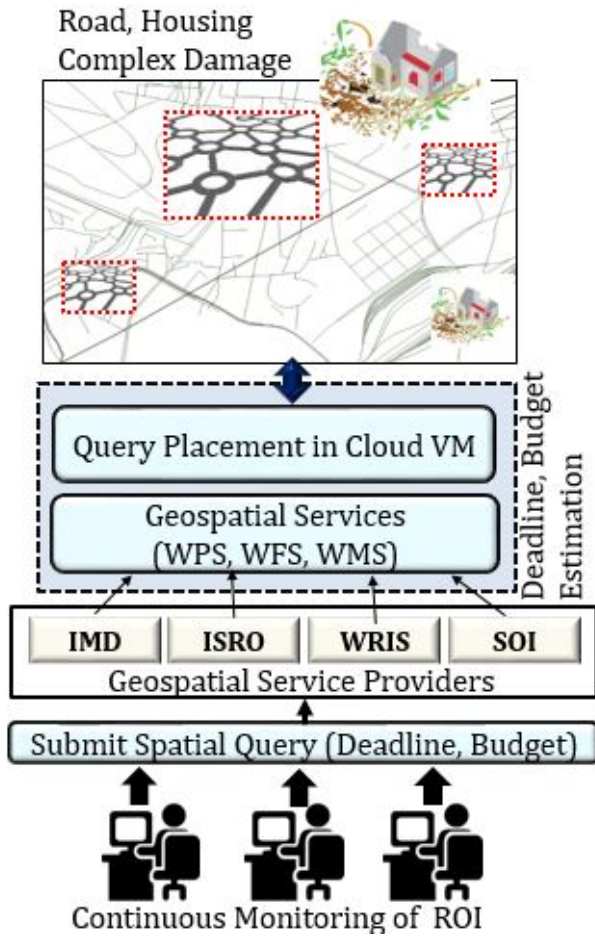 Road, Housing
Complex Damage
Query Placement in Cloud VM
Geospatial Services
(WPS, WFS, WMS)
Deadline, Budget
Estimation
IMD
ISRO
WRIS
SOI
Geospatial Service Providers
Submit Spatial Query (Deadline, Budget)
Continuous Monitoring of ROI